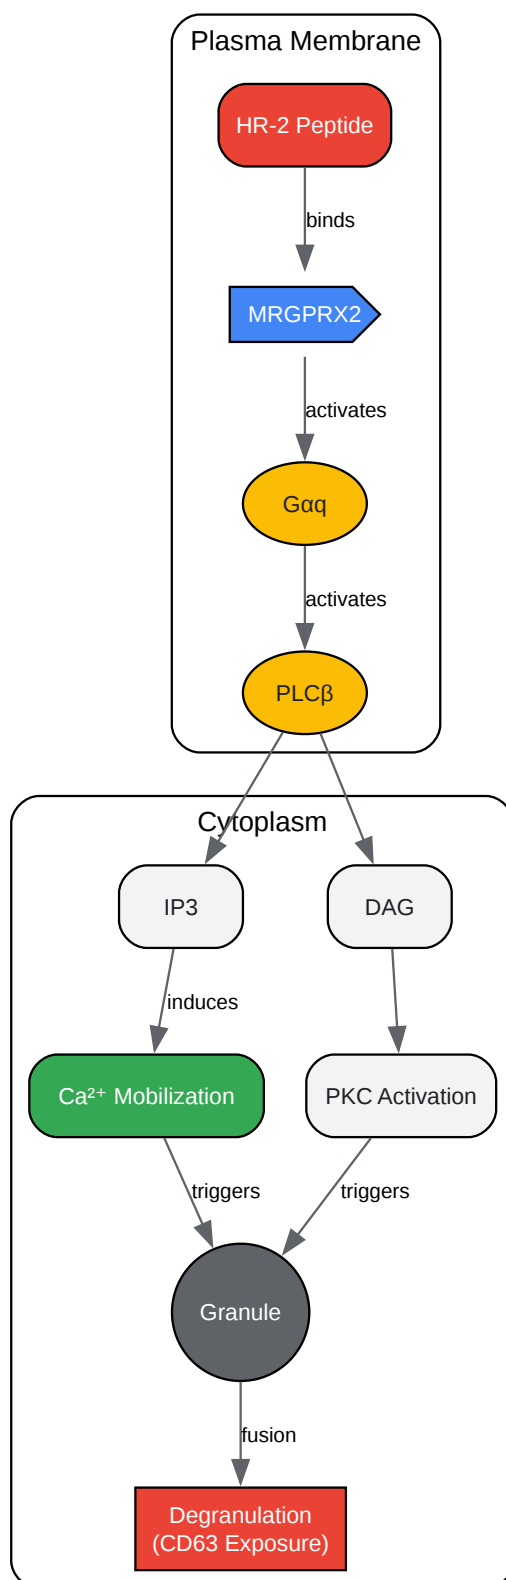 Plasma Membrane
HR-2 Peptide
binds
MRGPRX2
activates
Gαq
activates
PLCβ
Cytoplasm
IP3
DAG
induces
Ca²⁺ Mobilization
PKC Activation
triggers
triggers
Granule
fusion
Degranulation
(CD63 Exposure)